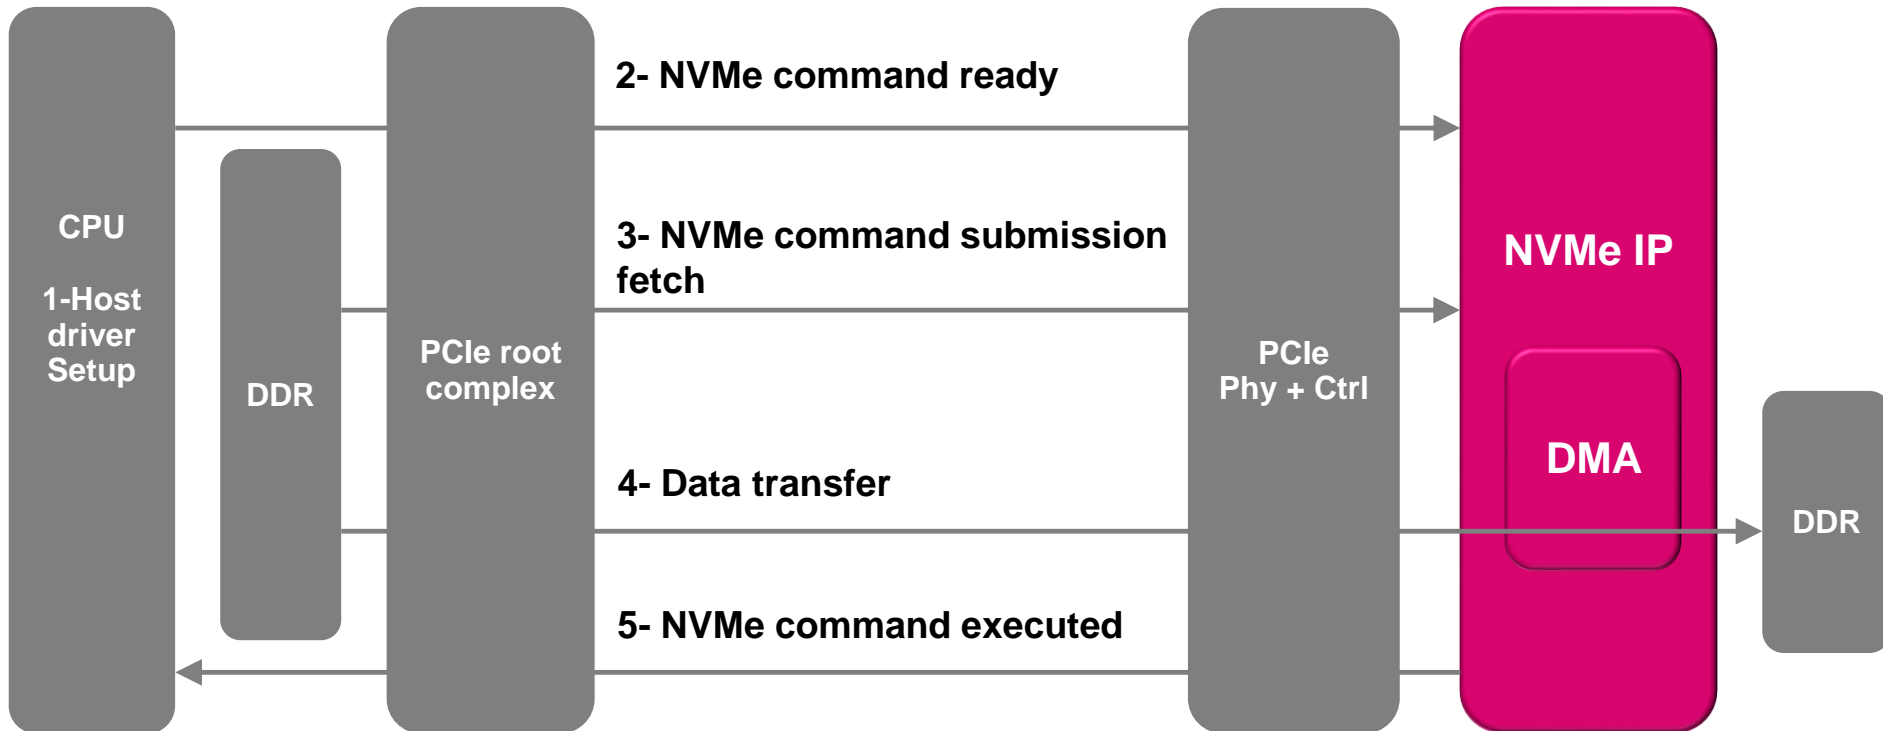 2- NVMe command ready
CPU
1-Host
driver
Setup
DDR
PCIe root
complex
3- NVMe command submission
fetch
4- Data transfer
5- NVMe command executed
PCIe
Phy + Ctrl
NVMe IP
DMA
DDR